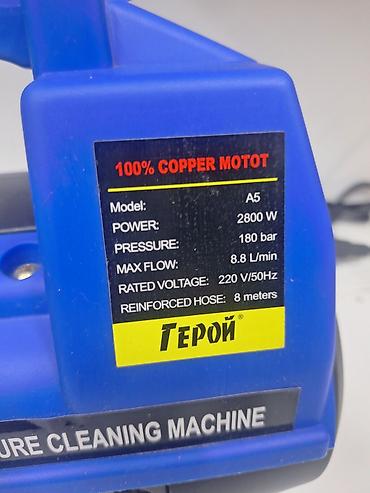 100% COPPER MOTOT
Model: A5
POWER: 2800 W
PRESSURE: 180 bar
MAX FLOW: 8.8 L/min
RATED VOLTAGE: 220 V/50Hz
REINFORCED HOSE: 8 meters
ГЕРОЙ®
URE CLEANING MACHINE